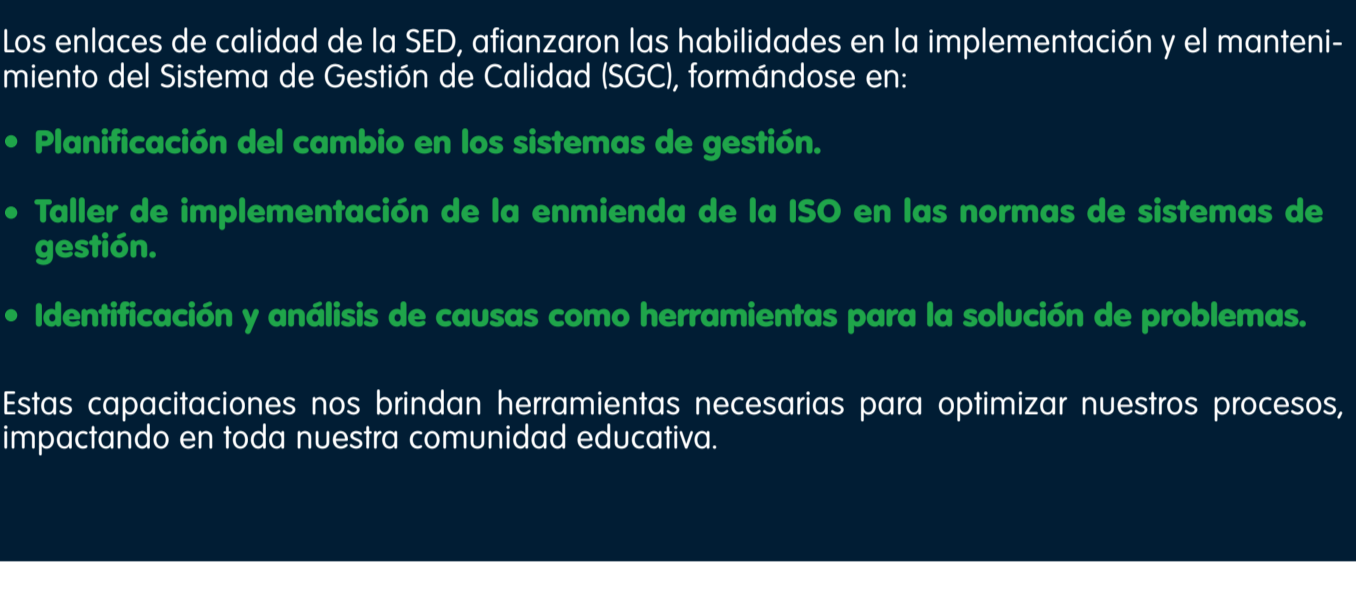 Los enlaces de calidad de la SED, afianzaron las habilidades en la implementación y el manteni-
miento del Sistema de Gestión de Calidad (SGC), formándose en:
• Planificación del cambio en los sistemas de gestión.
• Taller de implementación de la enmienda de la ISO en las normas de sistemas de
gestión.
• Identificación y análisis de causas como herramientas para la solución de problemas.
Estas capacitaciones nos brindan herramientas necesarias para optimizar nuestros procesos,
impactando en toda nuestra comunidad educativa.